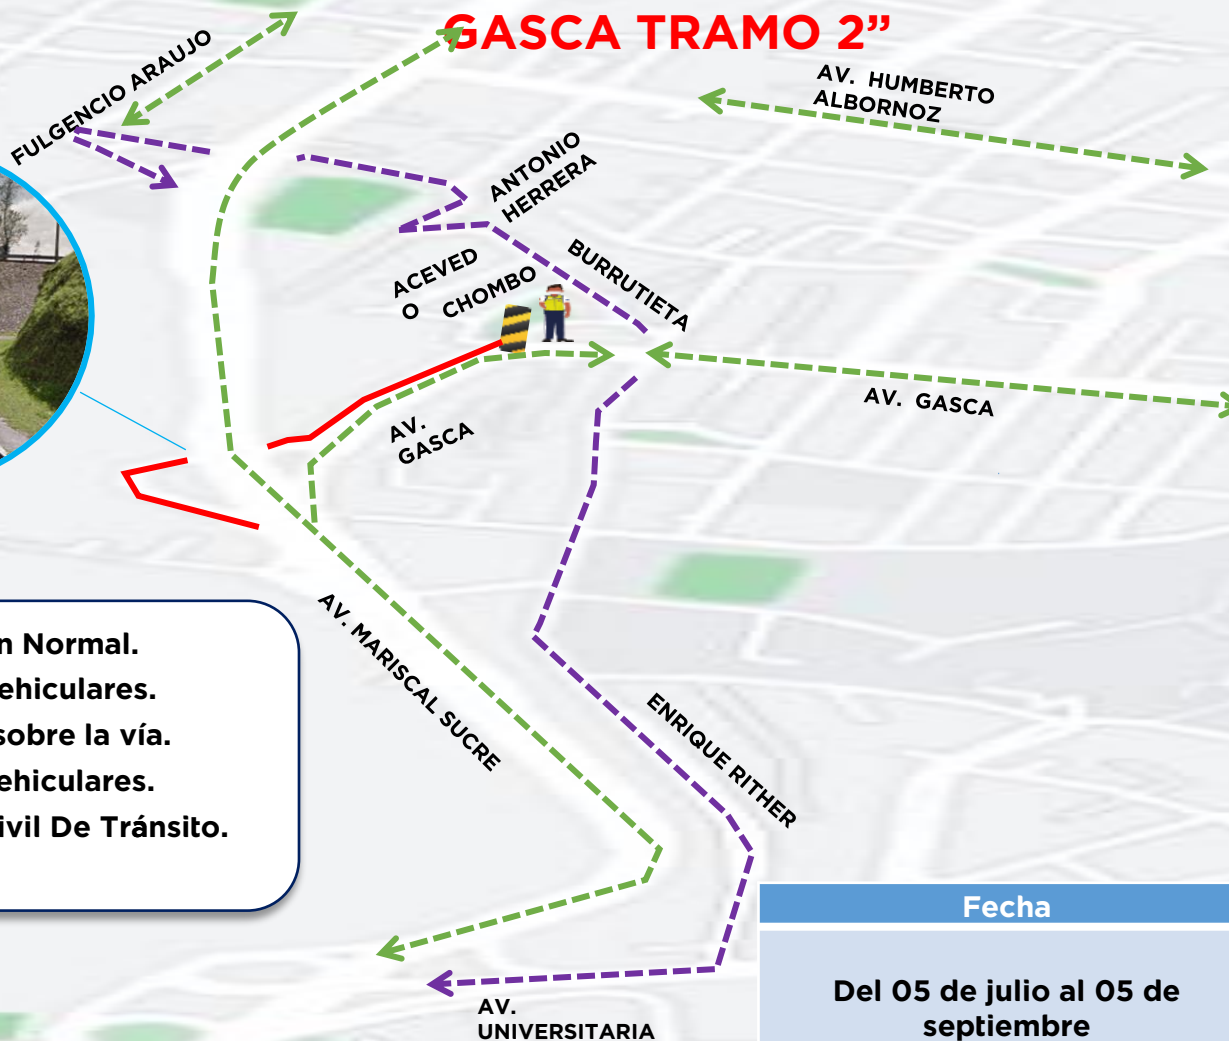 GASCA TRAMO 2”
FULGENCIO ARAUJO
AV. HUMBERTO
ALBORNOZ
ANTONIO
HERRERA
BURRUTIETA
ACEVED
O CHOMBO
AV. GASCA
AV.
GASCA
AV. MARISCAL SUCRE
ENRIQUE RITHER
n Normal.
ehiculares.
sobre la vía.
ehiculares.
ivil De Tránsito.
Fecha
Del 05 de julio al 05 de
septiembre
AV.
UNIVERSITARIA